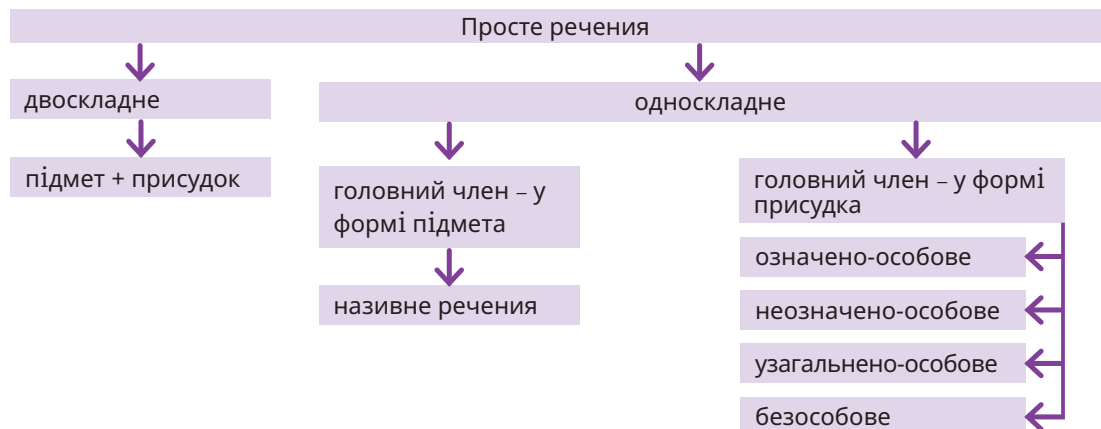 Просте речення
двоскладне
односкладне
підмет + присудок
головний член – у
формі підмета
називне речення
головний член – у формі
присудка
означено-особове
неозначено-особове
узагальнено-особове
безособове